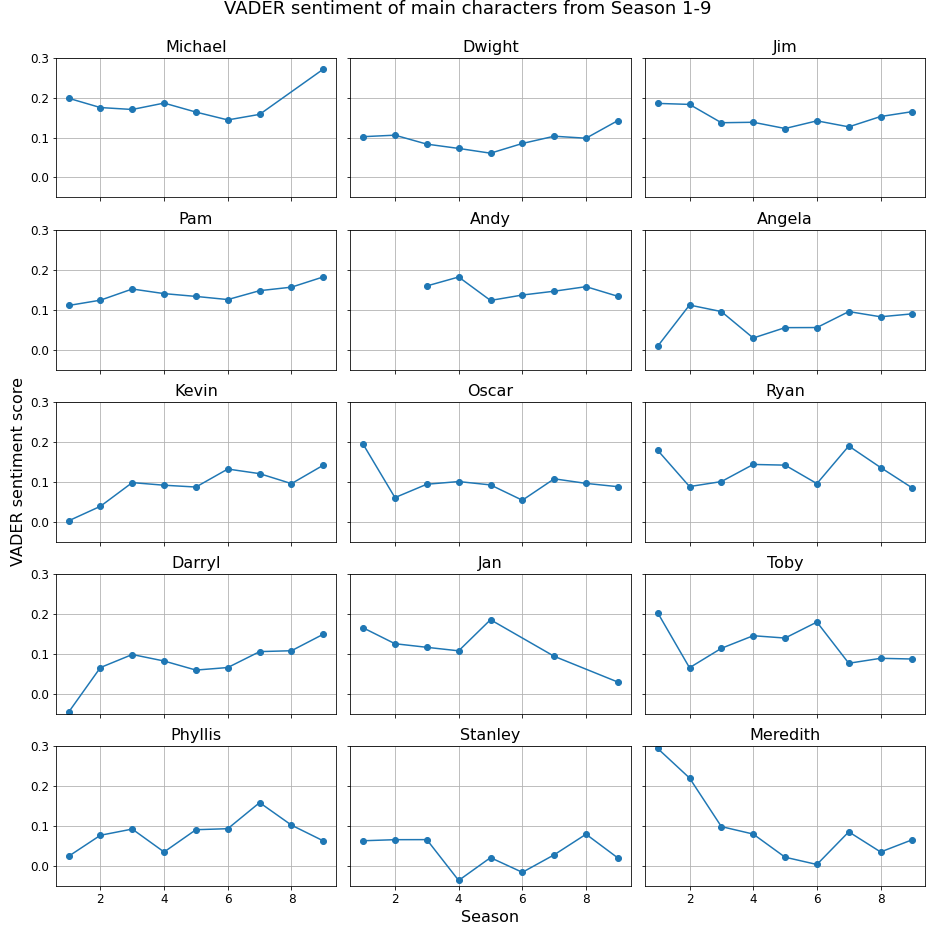 VADER sentiment of main characters from Season 1-9
Michael Dwight Jim
0.3
0.2
0.1
0.0
Pam Andy Angela
0.3
0.2
0.1
0.0
Kevin Oscar Ryan
0.3
0.2
0.1
0.0
VADER sentiment score
Darryl Jan Toby
0.3
0.2
0.1
0.0
Phyllis Stanley Meredith
0.3
0.2
0.1
0.0
2 4 6 8 2 4 6 8 2 4 6 8
Season